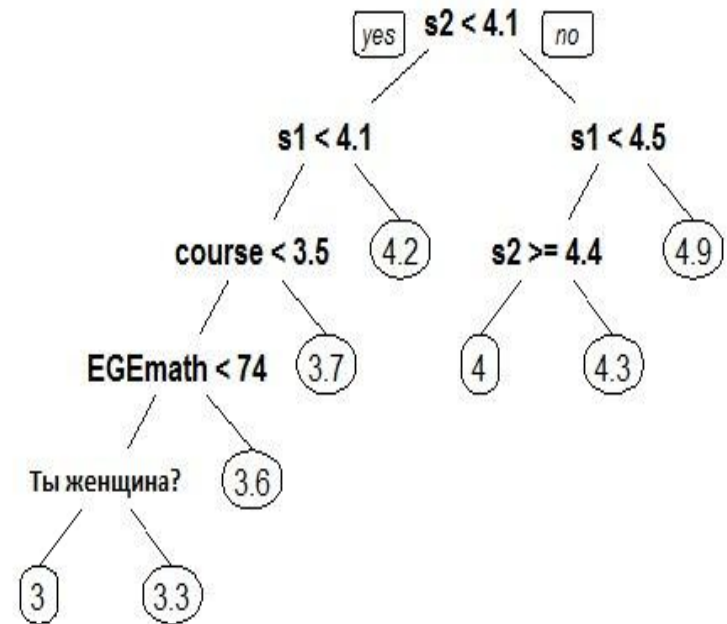 yes s2 < 4.1 no
s1 < 4.1 s1 < 4.5
course < 3.5 4.2 s2 >= 4.4 4.9
EGEmath < 74 3.7 4 4.3
Ты женщина? 3.6
3 3.3